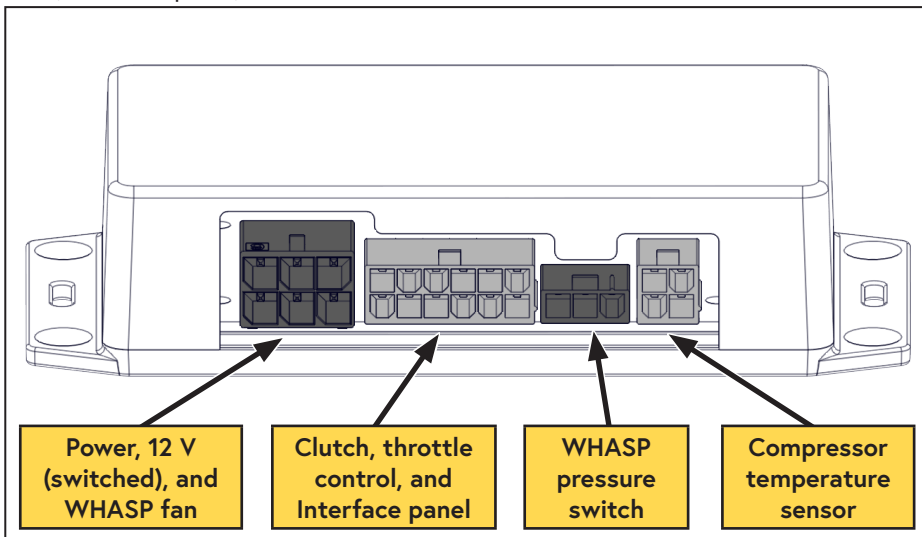 Power, 12 V
(switched), and
WHASP fan
Clutch, throttle
control, and
Interface panel
WHASP
pressure
switch
Compressor
temperature
sensor